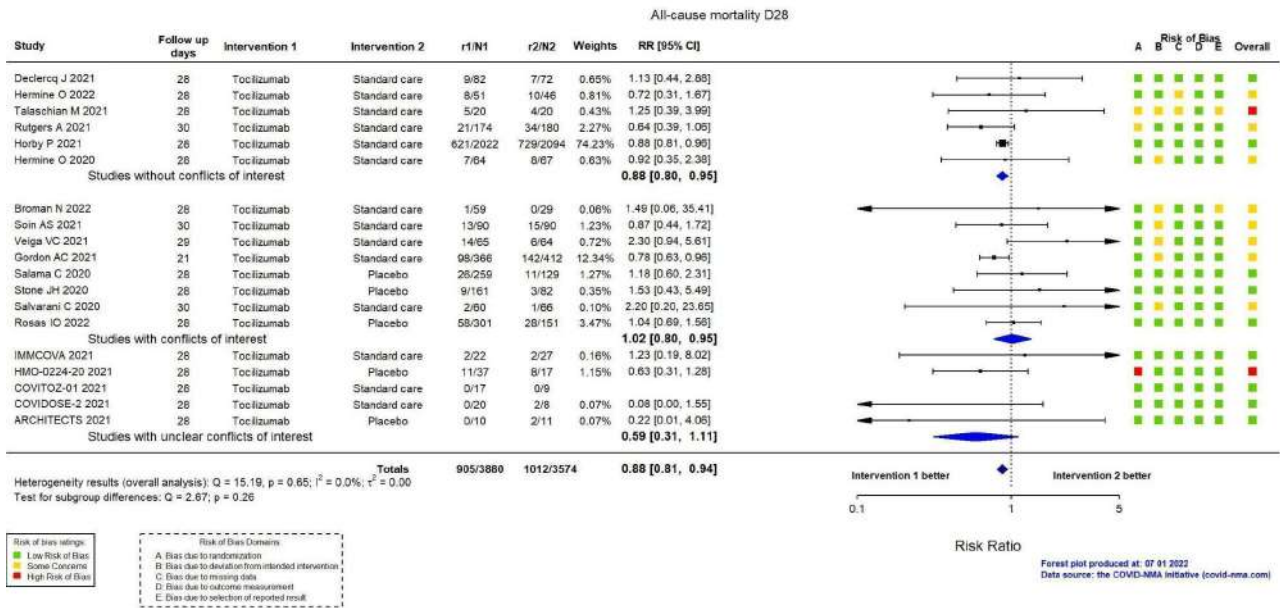 All-cause mortality D28
Study Follow up days Intervention 1 Intervention 2 r1/N1 r2/N2 Weights RR [95% CI] Risk of Bias A B C D E Overall
Declercq J 2021 28 Tocilizumab Standard care 9/82 7/72 0.65% 1.13 [0.44, 2.88]
Hermine O 2022 28 Tocilizumab Standard care 8/51 10/46 0.81% 0.72 [0.31, 1.67]
Talaschian M 2021 28 Tocilizumab Standard care 5/20 4/20 0.43% 1.25 [0.39, 3.99]
Rutgers A 2021 30 Tocilizumab Standard care 21/174 34/180 2.27% 0.64 [0.39, 1.06]
Horby P 2021 28 Tocilizumab Standard care 621/2022 729/2094 74.23% 0.88 [0.81, 0.96]
Hermine O 2020 28 Tocilizumab Standard care 7/64 8/67 0.63% 0.92 [0.35, 2.38]
Studies without conflicts of interest 0.88 [0.80, 0.95]
Broman N 2022 28 Tocilizumab Standard care 1/59 0/29 0.06% 1.49 [0.06, 35.41]
Soin AS 2021 30 Tocilizumab Standard care 13/90 15/90 1.23% 0.87 [0.44, 1.72]
Veiga VC 2021 29 Tocilizumab Standard care 14/65 6/64 0.72% 2.30 [0.94, 5.61]
Gordon AC 2021 21 Tocilizumab Standard care 98/366 142/412 12.34% 0.78 [0.63, 0.96]
Salama C 2020 28 Tocilizumab Placebo 26/259 11/129 1.27% 1.18 [0.60, 2.31]
Stone JH 2020 28 Tocilizumab Placebo 9/161 3/82 0.35% 1.53 [0.43, 5.49]
Salvarani C 2020 30 Tocilizumab Standard care 2/60 1/66 0.10% 2.20 [0.20, 23.65]
Rosas IO 2022 28 Tocilizumab Placebo 58/301 28/151 3.47% 1.04 [0.69, 1.56]
Studies with conflicts of interest 1.02 [0.80, 0.95]
IMMCOVA 2021 28 Tocilizumab Standard care 2/22 2/27 0.16% 1.23 [0.19, 8.02]
HMO-0224-20 2021 28 Tocilizumab Placebo 11/37 8/17 1.15% 0.63 [0.31, 1.28]
COVITOZ-01 2021 28 Tocilizumab Standard care 0/17 0/9
COVIDOSE-2 2021 28 Tocilizumab Standard care 0/20 2/8 0.07% 0.08 [0.00, 1.55]
ARCHITECTS 2021 28 Tocilizumab Placebo 0/10 2/11 0.07% 0.22 [0.01, 4.06]
Studies with unclear conflicts of interest 0.59 [0.31, 1.11]
Totals 905/3880 1012/3574 0.88 [0.81, 0.94]
Heterogeneity results (overall analysis): Q = 15.19, p = 0.65; I² = 0.0%; τ² = 0.00
Test for subgroup differences: Q = 2.67; p = 0.26
Intervention 1 better Intervention 2 better
0.1 1 5
Risk Ratio
Risk of bias ratings:
Low Risk of Bias
Some Concerns
High Risk of Bias
Risk of Bias Domains:
A: Bias due to randomization
B: Bias due to deviation from intended intervention
C: Bias due to missing data
D: Bias due to outcome measurement
E: Bias due to selection of reported result
Forest plot produced at: 07 01 2022
Data source: the COVID-NMA initiative (covid-nma.com)